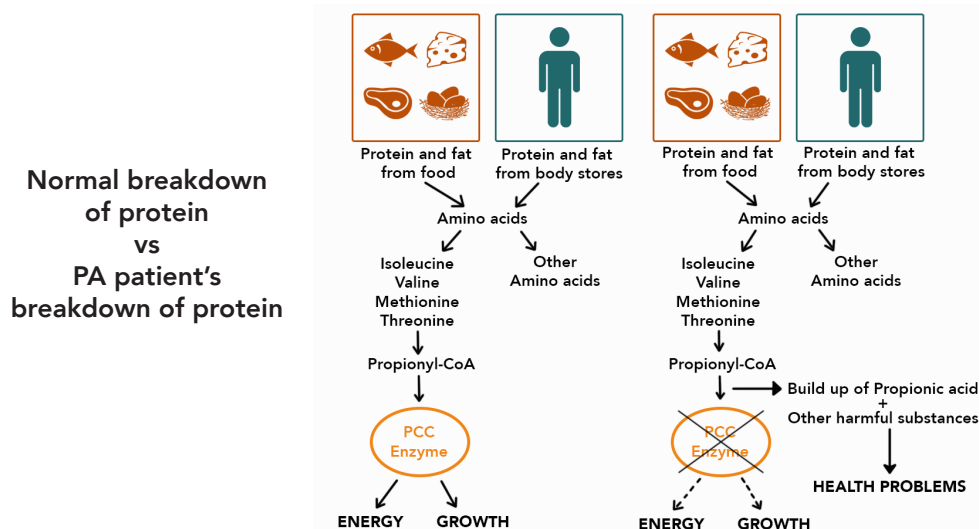 Normal breakdown
of protein
vs
PA patient's
breakdown of protein
Protein and fat
from food
Protein and fat
from body stores
Amino acids
Isoleucine
Valine
Methionine
Threonine
Other
Amino acids
Propionyl-CoA
PCC
Enzyme
ENERGY
GROWTH
Protein and fat
from food
Protein and fat
from body stores
Amino acids
Isoleucine
Valine
Methionine
Threonine
Other
Amino acids
Propionyl-CoA
Build up of Propionic acid
+
Other harmful substances
PCC
Enzyme
HEALTH PROBLEMS
ENERGY
GROWTH